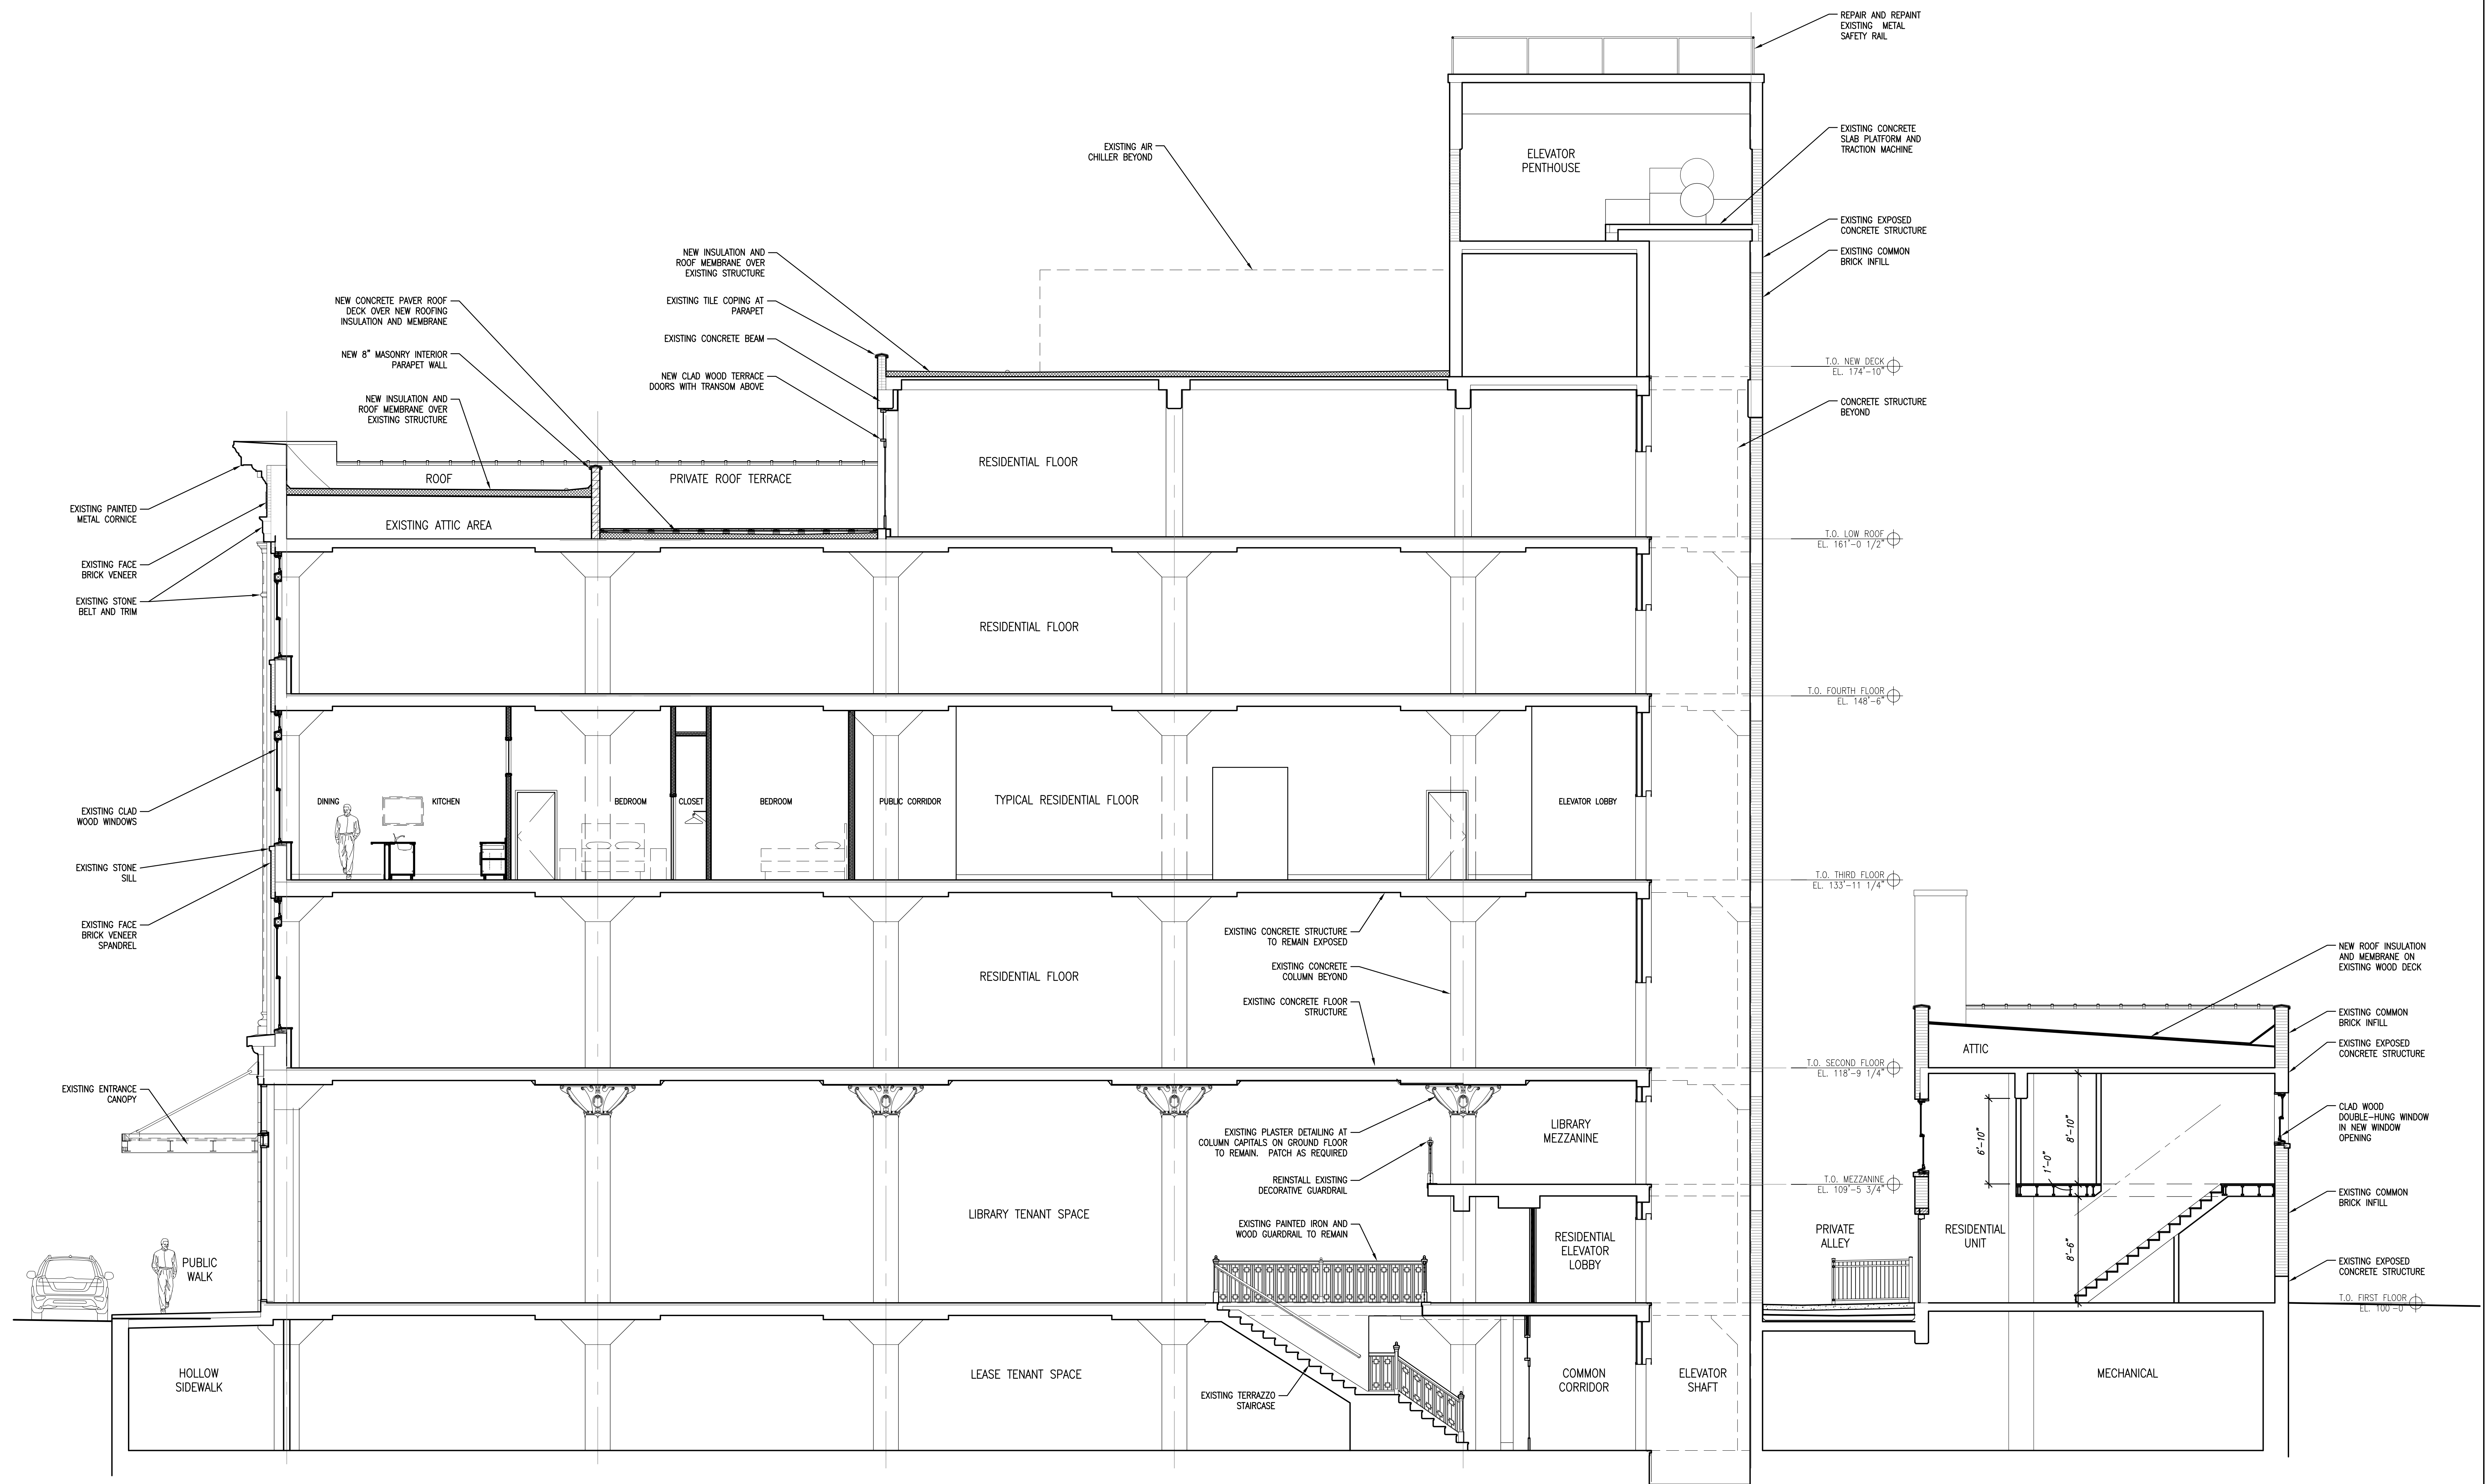 REPAIR AND REPAINT
EXISTING METAL
SAFETY RAIL
EXISTING AIR
CHILLER BEYOND
ELEVATOR
PENTHOUSE
EXISTING CONCRETE
SLAB PLATFORM AND
TRACTION MACHINE
EXISTING EXPOSED
CONCRETE STRUCTURE
EXISTING COMMON
BRICK INFILL
NEW INSULATION AND
ROOF MEMBRANE OVER
EXISTING STRUCTURE
NEW CONCRETE PAVER ROOF
DECK OVER NEW ROOFING
INSULATION AND MEMBRANE
EXISTING TILE COPING AT
PARAPET
EXISTING CONCRETE BEAM
NEW 8" MASONRY INTERIOR
PARAPET WALL
NEW CLAD WOOD TERRACE
DOORS WITH TRANSOM ABOVE
NEW INSULATION AND
ROOF MEMBRANE OVER
EXISTING STRUCTURE
T.O. NEW DECK
EL. 174'-10"
CONCRETE STRUCTURE
BEYOND
ROOF
PRIVATE ROOF TERRACE
RESIDENTIAL FLOOR
EXISTING PAINTED
METAL CORNICE
EXISTING ATTIC AREA
T.O. LOW ROOF
EL. 161'-0 1/2"
EXISTING FACE
BRICK VENEER
EXISTING STONE
BELT AND TRIM
RESIDENTIAL FLOOR
T.O. FOURTH FLOOR
EL. 148'-6"
EXISTING CLAD
WOOD WINDOWS
DINING
KITCHEN
BEDROOM
CLOSET
BEDROOM
PUBLIC CORRIDOR
TYPICAL RESIDENTIAL FLOOR
ELEVATOR LOBBY
EXISTING STONE
SILL
T.O. THIRD FLOOR
EL. 133'-11 1/4"
EXISTING FACE
BRICK VENEER
SPANDREL
EXISTING CONCRETE STRUCTURE
TO REMAIN EXPOSED
EXISTING CONCRETE
COLUMN BEYOND
RESIDENTIAL FLOOR
EXISTING CONCRETE FLOOR
STRUCTURE
NEW ROOF INSULATION
AND MEMBRANE ON
EXISTING WOOD DECK
EXISTING COMMON
BRICK INFILL
EXISTING EXPOSED
CONCRETE STRUCTURE
ATTIC
T.O. SECOND FLOOR
EL. 118'-9 1/4"
EXISTING ENTRANCE
CANOPY
EXISTING PLASTER DETAILING AT
COLUMN CAPITALS ON GROUND FLOOR
TO REMAIN. PATCH AS REQUIRED
LIBRARY
MEZZANINE
REINSTALL EXISTING
DECORATIVE GUARDRAIL
T.O. MEZZANINE
EL. 109'-5 3/4"
6'-10"
8'-10"
1'-0"
8'-6"
CLAD WOOD
DOUBLE-HUNG WINDOW
IN NEW WINDOW
OPENING
EXISTING COMMON
BRICK INFILL
LIBRARY TENANT SPACE
EXISTING PAINTED IRON AND
WOOD GUARDRAIL TO REMAIN
RESIDENTIAL
ELEVATOR
LOBBY
PRIVATE
ALLEY
RESIDENTIAL
UNIT
PUBLIC
WALK
EXISTING EXPOSED
CONCRETE STRUCTURE
T.O. FIRST FLOOR
EL. 100'-0
HOLLOW
SIDEWALK
LEASE TENANT SPACE
EXISTING TERRAZZO
STAIRCASE
COMMON
CORRIDOR
ELEVATOR
SHAFT
MECHANICAL